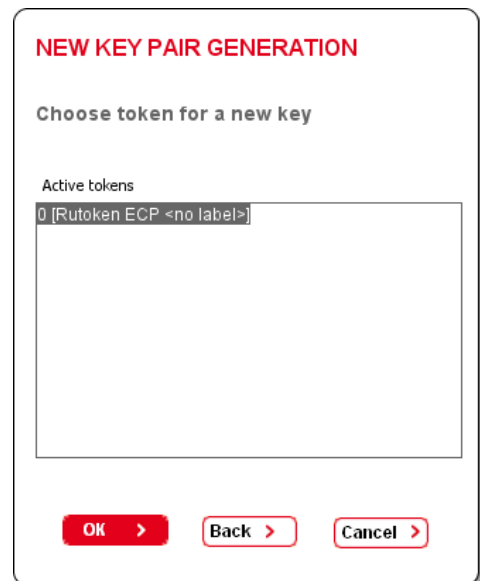 NEW KEY PAIR GENERATION
Choose token for a new key
Active tokens
0 [Rutoken ECP <no label>]
OK >
Back >
Cancel >